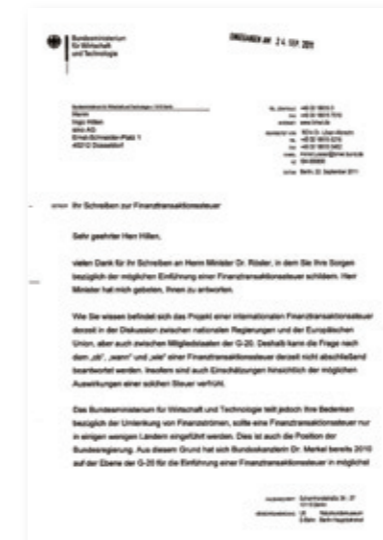 Bundesministerium
für Wirtschaft
und Technologie
EINGEGANGEN AM 24. SEP. 2011
Herrn
Ingo Hillen
sino AG
Ernst-Schneider-Platz 1
40212 Düsseldorf
Berlin, 22. September 2011
Ihr Schreiben zur Finanztransaktionssteuer
Sehr geehrter Herr Hillen,
vielen Dank für Ihr Schreiben an Herrn Minister Dr. Rösler, in dem Sie Ihre Sorgen
bezüglich der möglichen Einführung einer Finanztransaktionssteuer schildern. Herr
Minister hat mich gebeten, Ihnen zu antworten.
Wie Sie wissen befindet sich das Projekt einer internationalen Finanztransaktionssteuer
derzeit in der Diskussion zwischen nationalen Regierungen und der Europäischen
Union, aber auch zwischen Mitgliedstaaten der G-20. Deshalb kann die Frage nach
dem „ob“, „wann“ und „wie“ einer Finanztransaktionssteuer derzeit nicht abschließend
beantwortet werden. Insofern sind auch Einschätzungen hinsichtlich der möglichen
Auswirkungen einer solchen Steuer verfrüht.
Das Bundesministerium für Wirtschaft und Technologie teilt jedoch Ihre Bedenken
bezüglich der Umlenkung von Finanzströmen, sollte eine Finanztransaktionssteuer nur
in einigen wenigen Ländern eingeführt werden. Dies ist auch die Position der
Bundesregierung. Aus diesem Grund hat sich Bundeskanzlerin Dr. Merkel bereits 2010
auf der Ebene der G-20 für die Einführung einer Finanztransaktionssteuer in möglichst